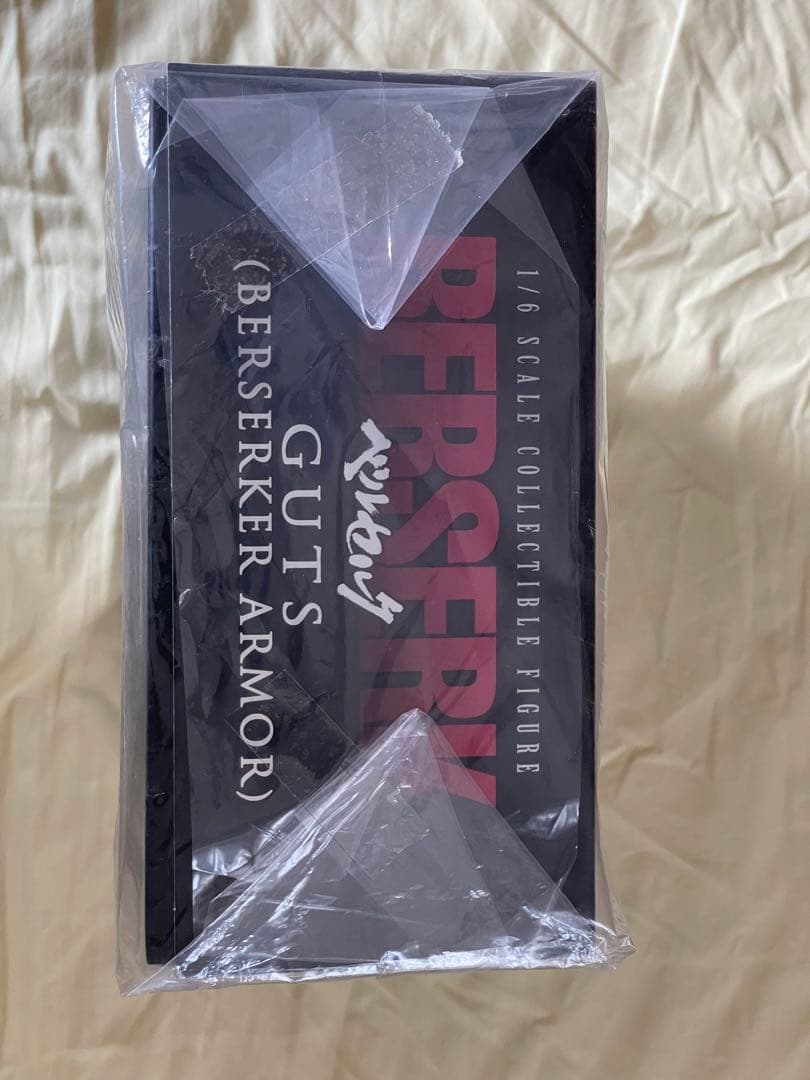 1/6 SCALE COLLECTIBLE FIGURE
BERSERK
ベルセルク
GUTS
(BERSERKER ARMOR)